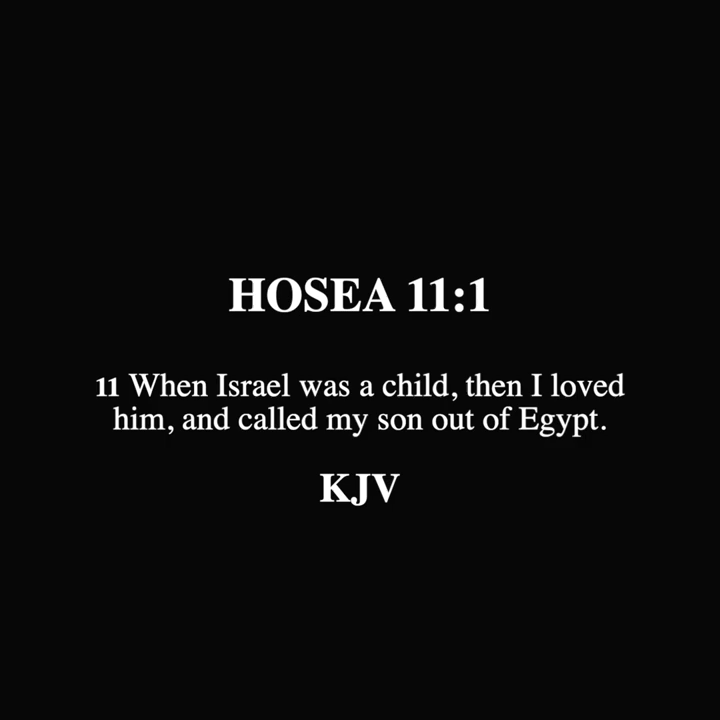 HOSEA 11:1
11 When Israel was a child, then I loved
him, and called my son out of Egypt.
KJV